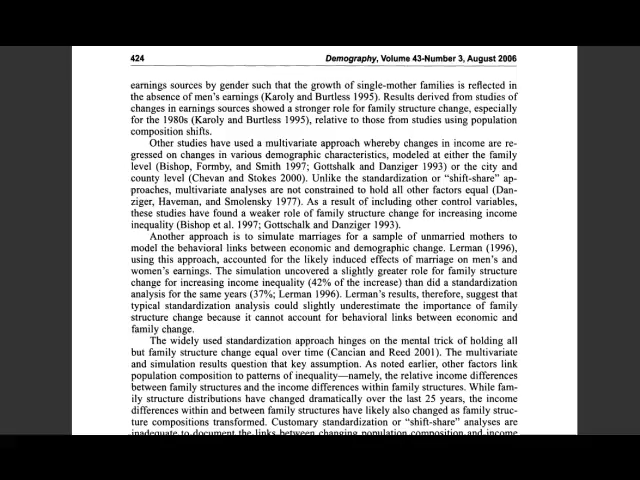 424
Demography, Volume 43-Number 3, August 2006
earnings sources by gender such that the growth of single-mother families is reflected in
the absence of men's earnings (Karoly and Burtless 1995). Results derived from studies of
changes in earnings sources showed a stronger role for family structure change, especially
for the 1980s (Karoly and Burtless 1995), relative to those from studies using population
composition shifts.
Other studies have used a multivariate approach whereby changes in income are re-
gressed on changes in various demographic characteristics, modeled at either the family
level (Bishop, Formby, and Smith 1997; Gottshalk and Danziger 1993) or the city and
county level (Chevan and Stokes 2000). Unlike the standardization or “shift-share” ap-
proaches, multivariate analyses are not constrained to hold all other factors equal (Dan-
ziger, Haveman, and Smolensky 1977). As a result of including other control variables,
these studies have found a weaker role of family structure change for increasing income
inequality (Bishop et al. 1997; Gottschalk and Danziger 1993).
Another approach is to simulate marriages for a sample of unmarried mothers to
model the behavioral links between economic and demographic change. Lerman (1996),
using this approach, accounted for the likely induced effects of marriage on men's and
women's earnings. The simulation uncovered a slightly greater role for family structure
change for increasing income inequality (42% of the increase) than did a standardization
analysis for the same years (37%; Lerman 1996). Lerman's results, therefore, suggest that
typical standardization analysis could slightly underestimate the importance of family
structure change because it cannot account for behavioral links between economic and
family change.
The widely used standardization approach hinges on the mental trick of holding all
but family structure change equal over time (Cancian and Reed 2001). The multivariate
and simulation results question that key assumption. As noted earlier, other factors link
population composition to patterns of inequality—namely, the relative income differences
between family structures and the income differences within family structures. While fam-
ily structure distributions have changed dramatically over the last 25 years, the income
differences within and between family structures have likely also changed as family struc-
ture compositions transformed. Customary standardization or “shift-share” analyses are
inadequate to document the links between changing population composition and income